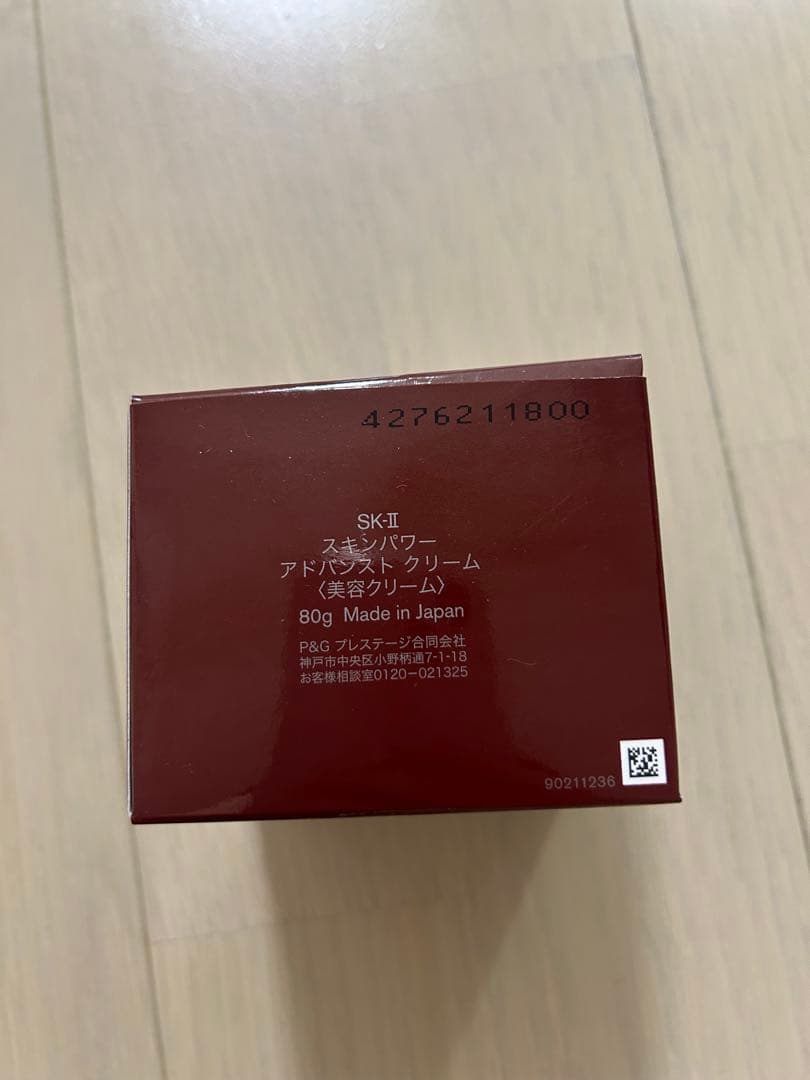 4276211800
SK-Ⅱ
スキンパワー
アドバンスト クリーム
〈美容クリーム〉
80g Made in Japan
P&G プレステージ合同会社
神戸市中央区小野柄通7-1-18
お客様相談室0120-021325
90211236